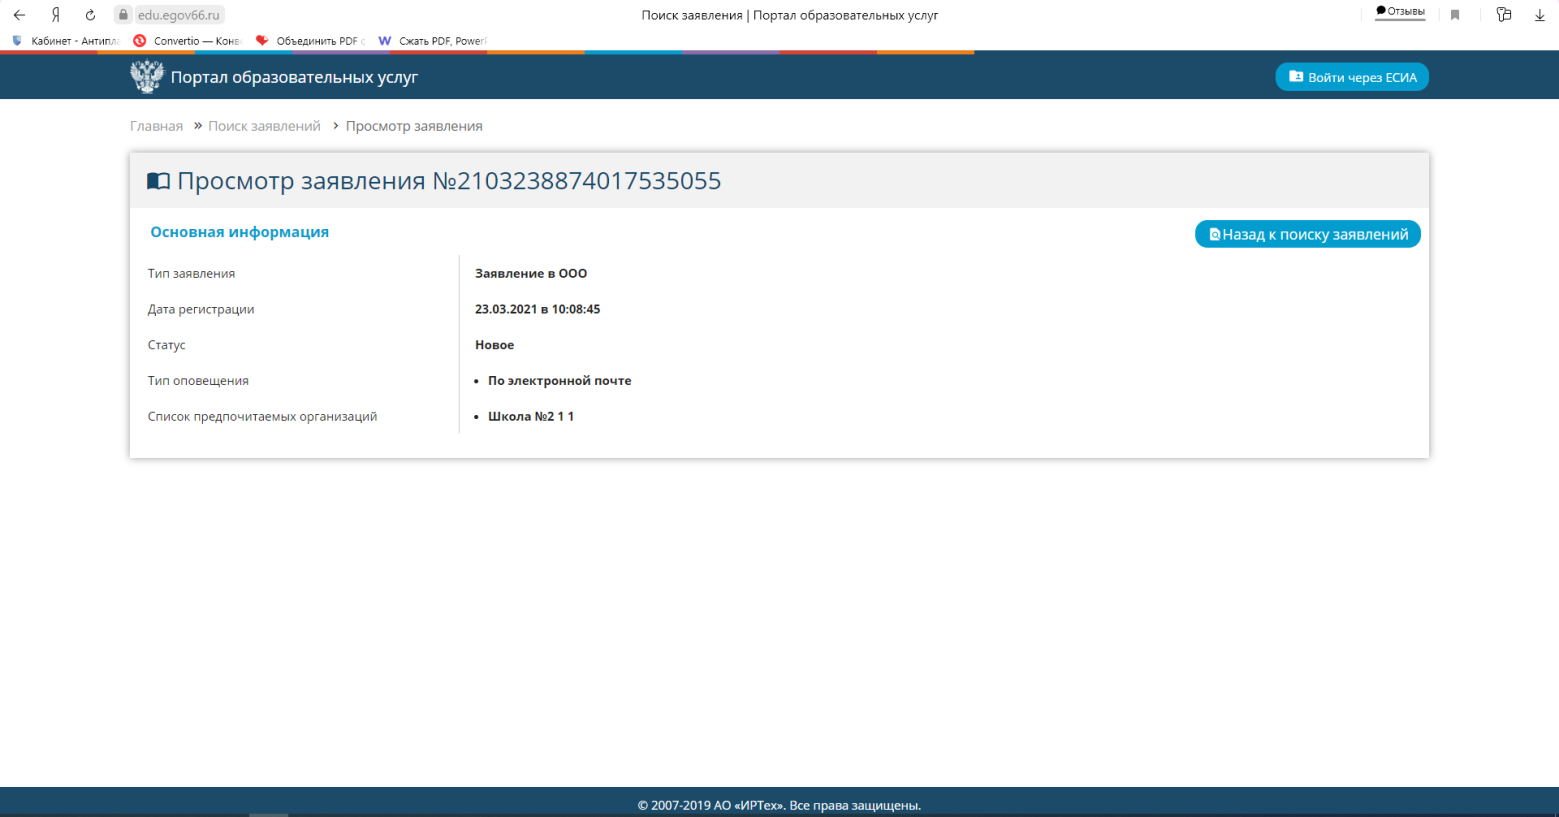 edu.egov66.ru
Поиск заявления | Портал образовательных услуг
Отзывы
Кабинет - Антипла
Convertio — Конв
Объединить PDF
Сжать PDF, Power
Портал образовательных услуг
Войти через ЕСИА
Главная » Поиск заявлений › Просмотр заявления
Просмотр заявления №2103238874017535055
Основная информация
Назад к поиску заявлений
Тип заявления
Заявление в ООО
Дата регистрации
23.03.2021 в 10:08:45
Статус
Новое
Тип оповещения
• По электронной почте
Список предпочитаемых организаций
• Школа №2 1 1
© 2007-2019 АО «ИРТех». Все права защищены.